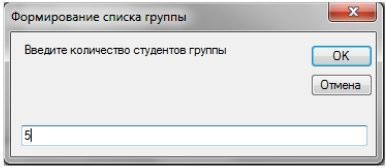 Формирование списка группы
Введите количество студентов группы
OK
Отмена
5